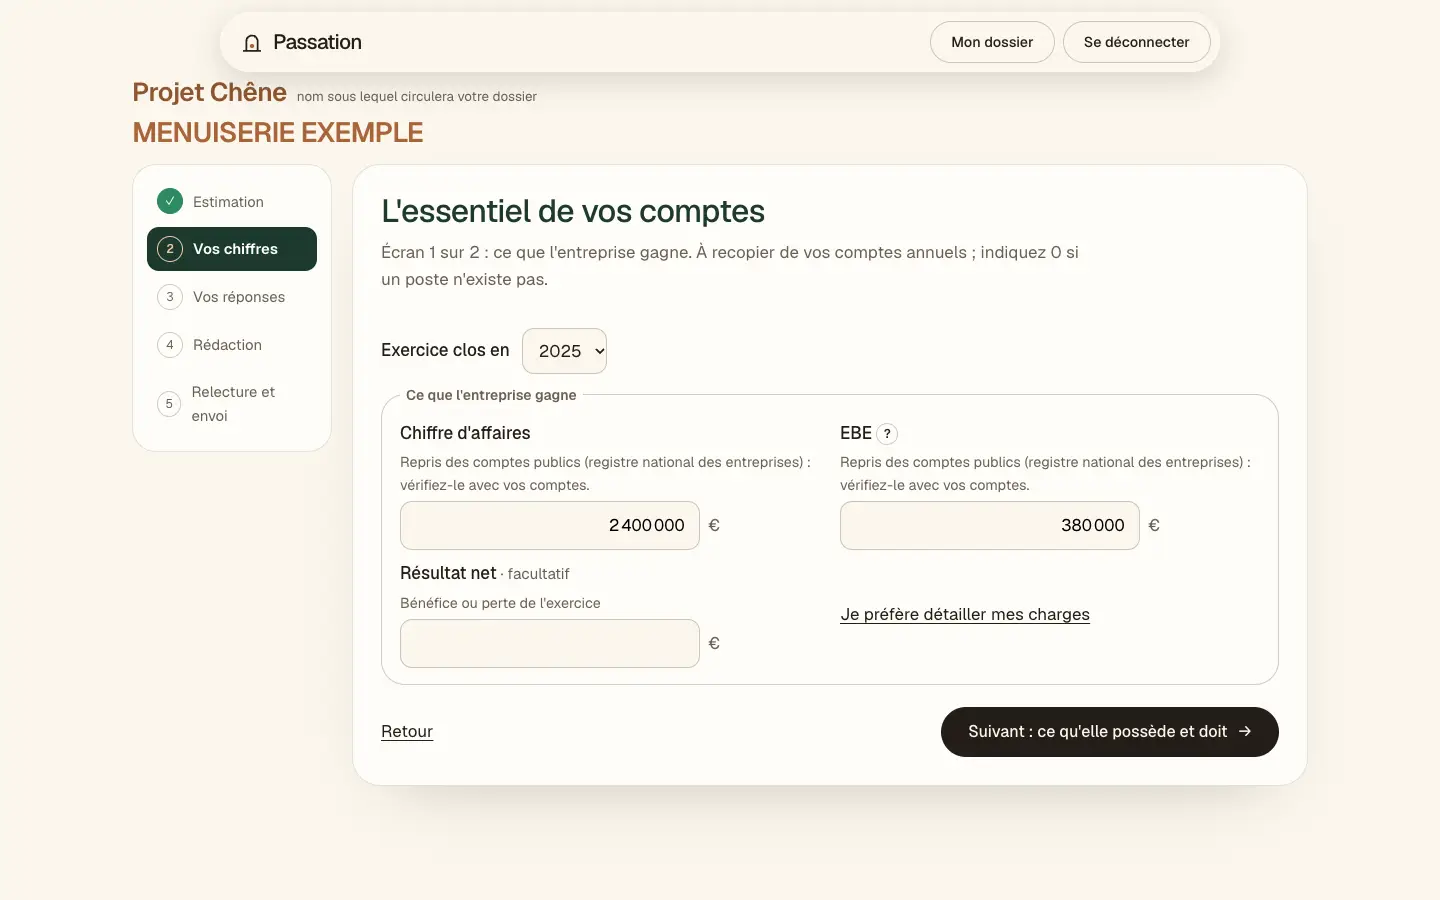 Passation
Mon dossier
Se déconnecter
Projet Chêne nom sous lequel circulera votre dossier
MENUISERIE EXEMPLE
✓ Estimation
2 Vos chiffres
3 Vos réponses
4 Rédaction
5 Relecture et
envoi
L'essentiel de vos comptes
Écran 1 sur 2 : ce que l'entreprise gagne. À recopier de vos comptes annuels ; indiquez 0 si
un poste n'existe pas.
Exercice clos en 2025
Ce que l'entreprise gagne
Chiffre d'affaires
Repris des comptes publics (registre national des entreprises) :
vérifiez-le avec vos comptes.
2 400 000 €
EBE ?
Repris des comptes publics (registre national des entreprises) :
vérifiez-le avec vos comptes.
380 000 €
Résultat net · facultatif
Bénéfice ou perte de l'exercice
€
Je préfère détailler mes charges
Retour
Suivant : ce qu'elle possède et doit →